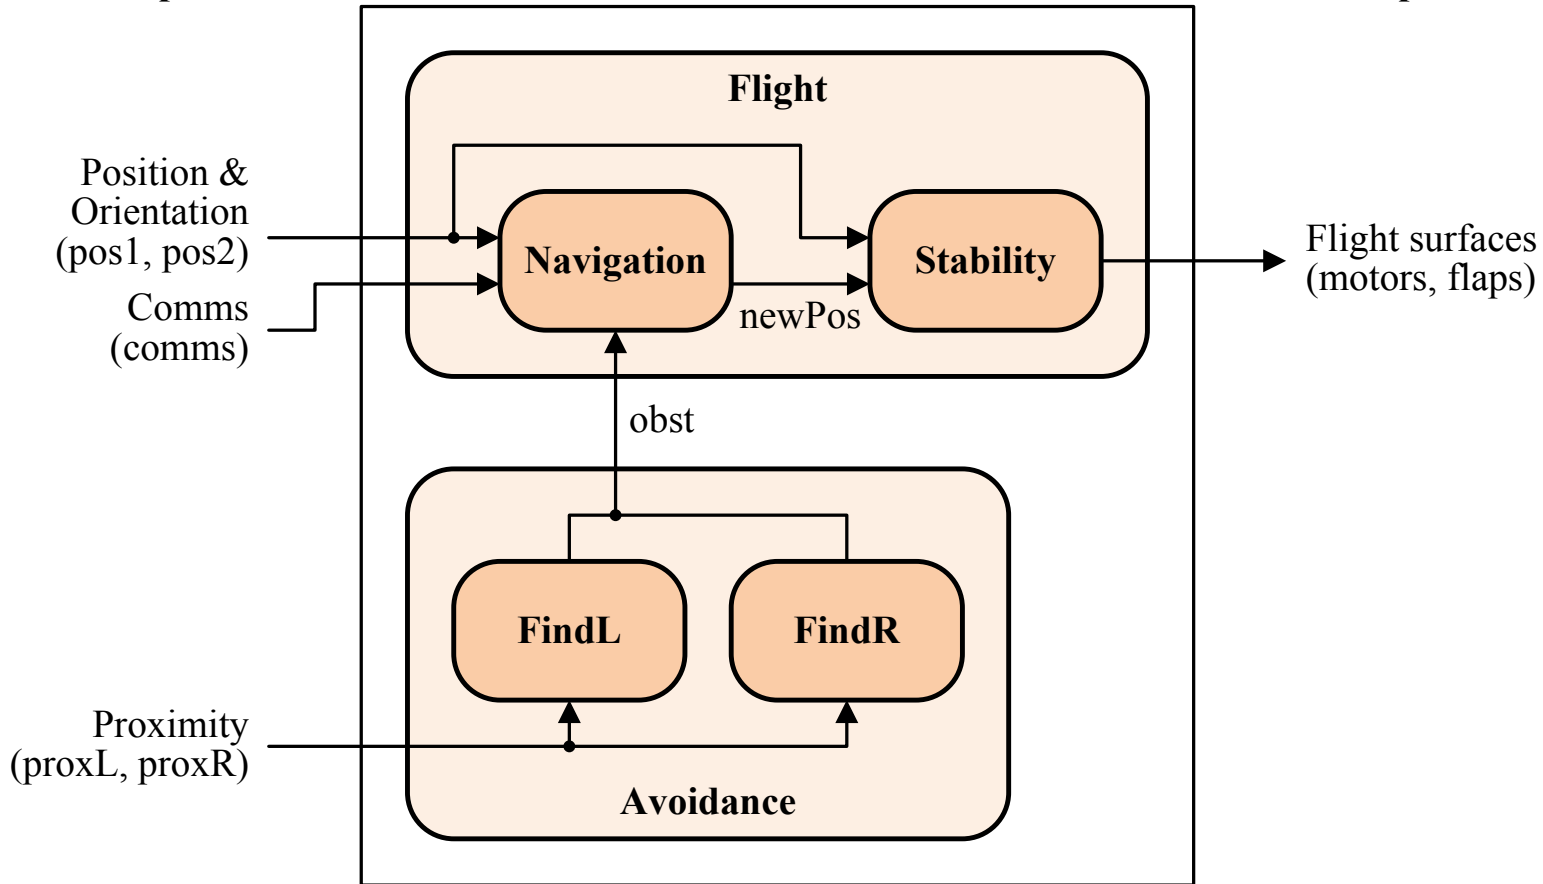 Flight
Position &
Orientation
(pos1, pos2)
Navigation
Stability
Flight surfaces
(motors, flaps)
Comms
(comms)
newPos
obst
FindL
FindR
Proximity
(proxL, proxR)
Avoidance